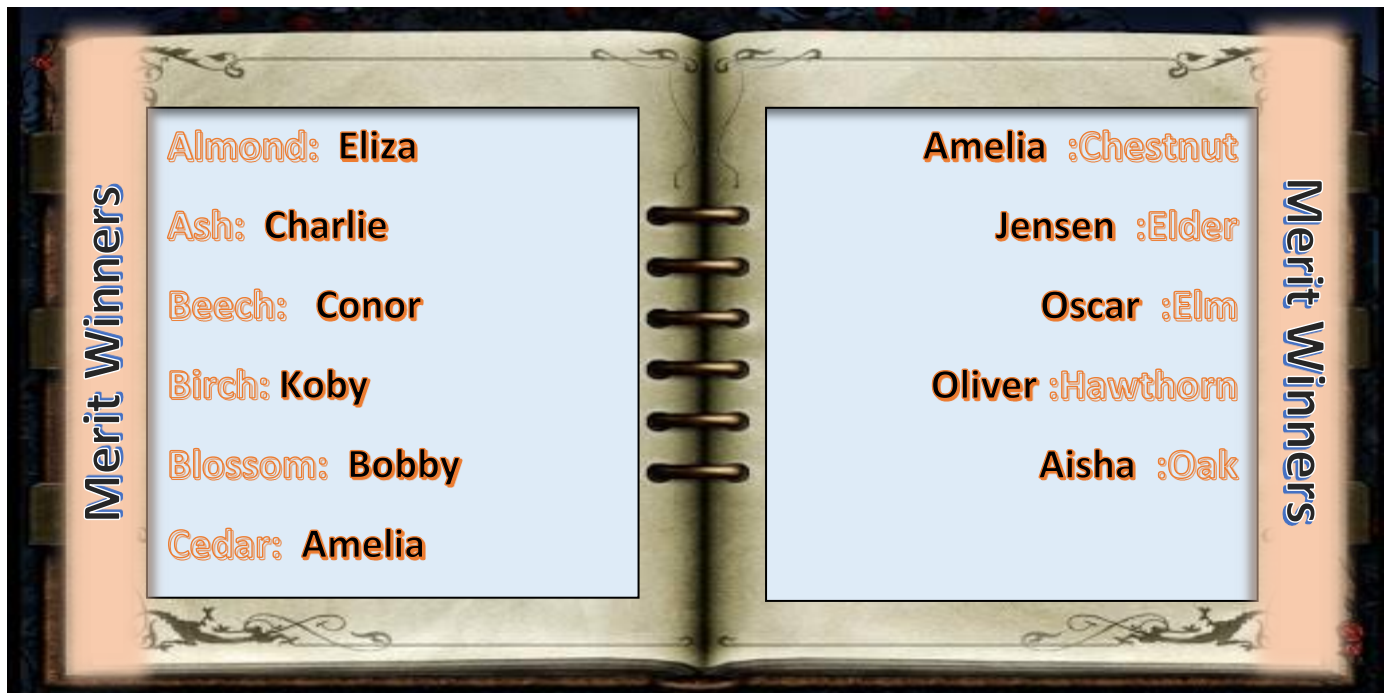 Merit Winners
Almond: Eliza
Ash: Charlie
Beech: Conor
Birch: Koby
Blossom: Bobby
Cedar: Amelia
Amelia :Chestnut
Jensen :Elder
Oscar :Elm
Oliver :Hawthorn
Aisha :Oak
Merit Winners